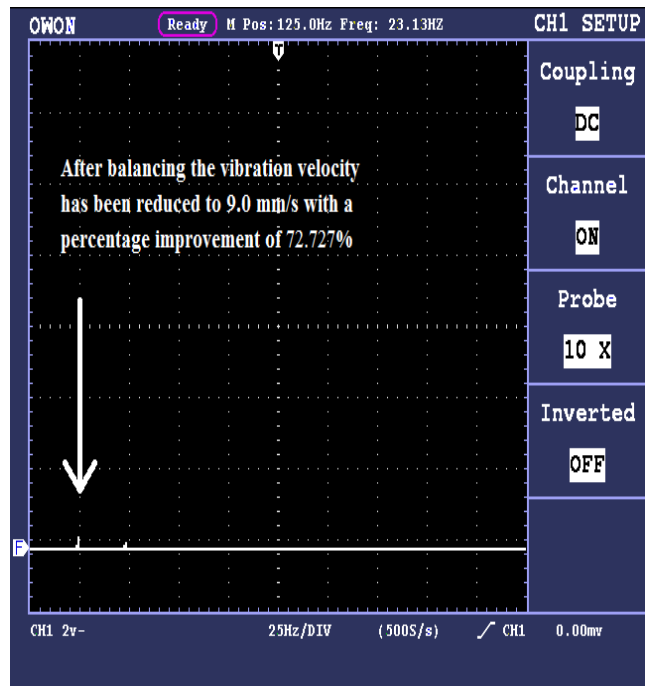 OWON Ready M Pos:125.0Hz Freq: 23.13HZ CH1 SETUP
T
Coupling
DC
After balancing the vibration velocity
has been reduced to 9.0 mm/s with a
percentage improvement of 72.727%
Channel
ON
Probe
10 X
Inverted
OFF
F
CH1 2v- 25Hz/DIV (500S/s) CH1 0.00mv